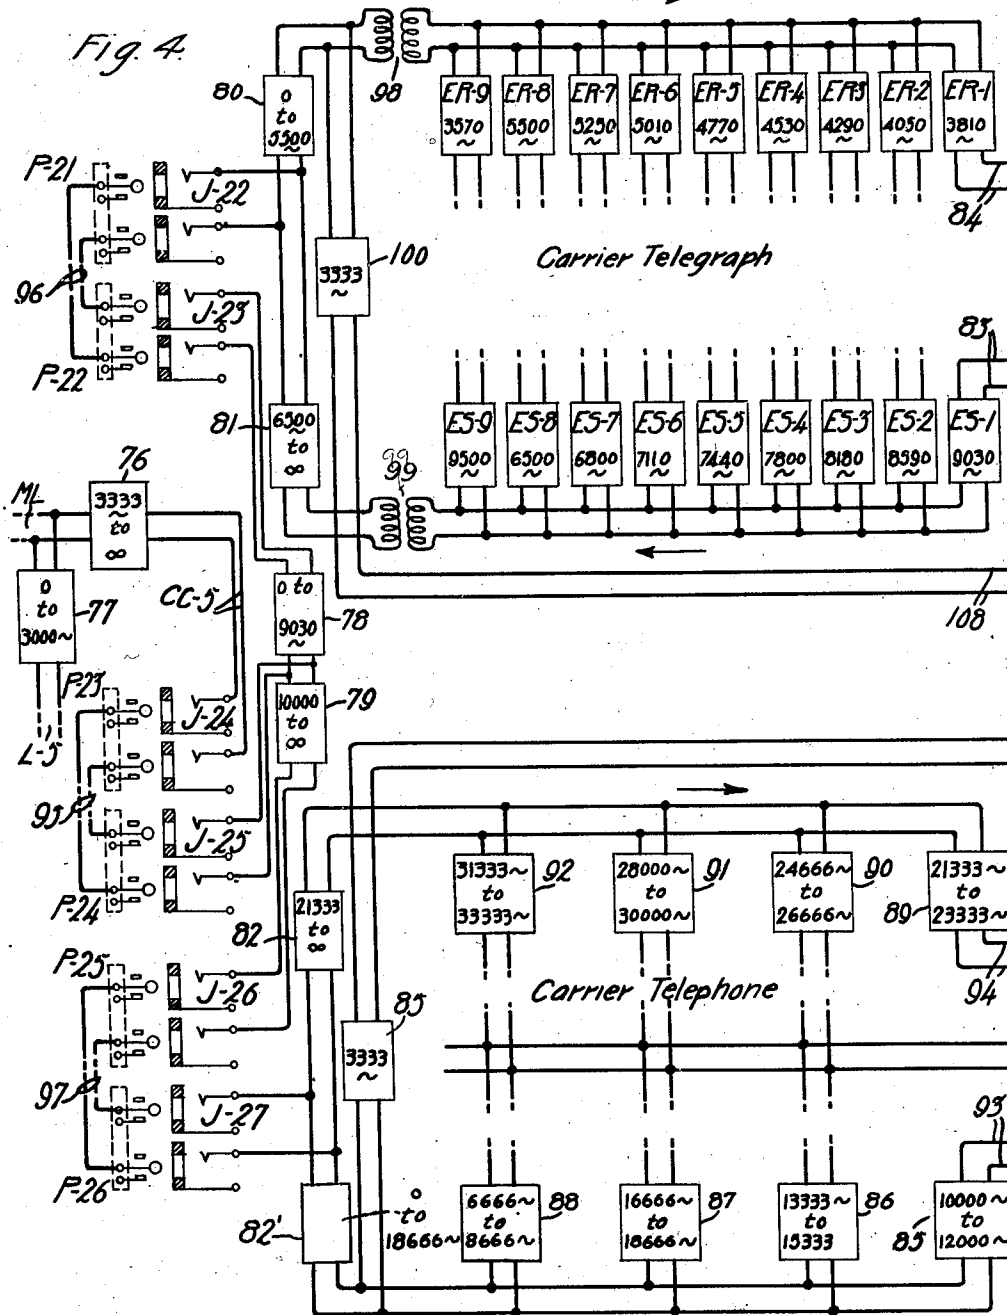 Fig. 4.
80
0
to
5500
~
98
ER-9
3570
~
ER-8
5500
~
ER-7
5250
~
ER-6
5010
~
ER-5
4770
~
ER-4
4530
~
ER3
4290
~
ER-2
4050
~
ER-1
3810
~
84
P-21
J-22
96
J-23
P-22
3333
~
100
Carrier Telegraph
83
81
6500
~
to
∞
99
99
ES-9
9500
~
ES-8
6500
~
ES-7
6800
~
ES-6
7110
~
ES-5
7440
~
ES-4
7800
~
ES-3
8180
~
ES-2
8590
~
ES-1
9030
~
76
ML
3333
~
to
∞
0
to
3000~
77
CC-5
0 to
9030
~
78
108
P-23
L-5
J-24
10000
to
∞
79
95
J-25
P-24
31333~
to
33333~
92
28000~
to
30000~
91
24666~
to
26666~
90
21333~
to
23333~
89
94
82
21333
to
∞
P-25
J-26
Carrier Telephone
85
3333
~
97
J-27
P-26
93
82'
0
to
18666~
6666~
to
8666~
88
16666~
to
18666~
87
13333~
to
15333
86
85
10000~
to
12000~